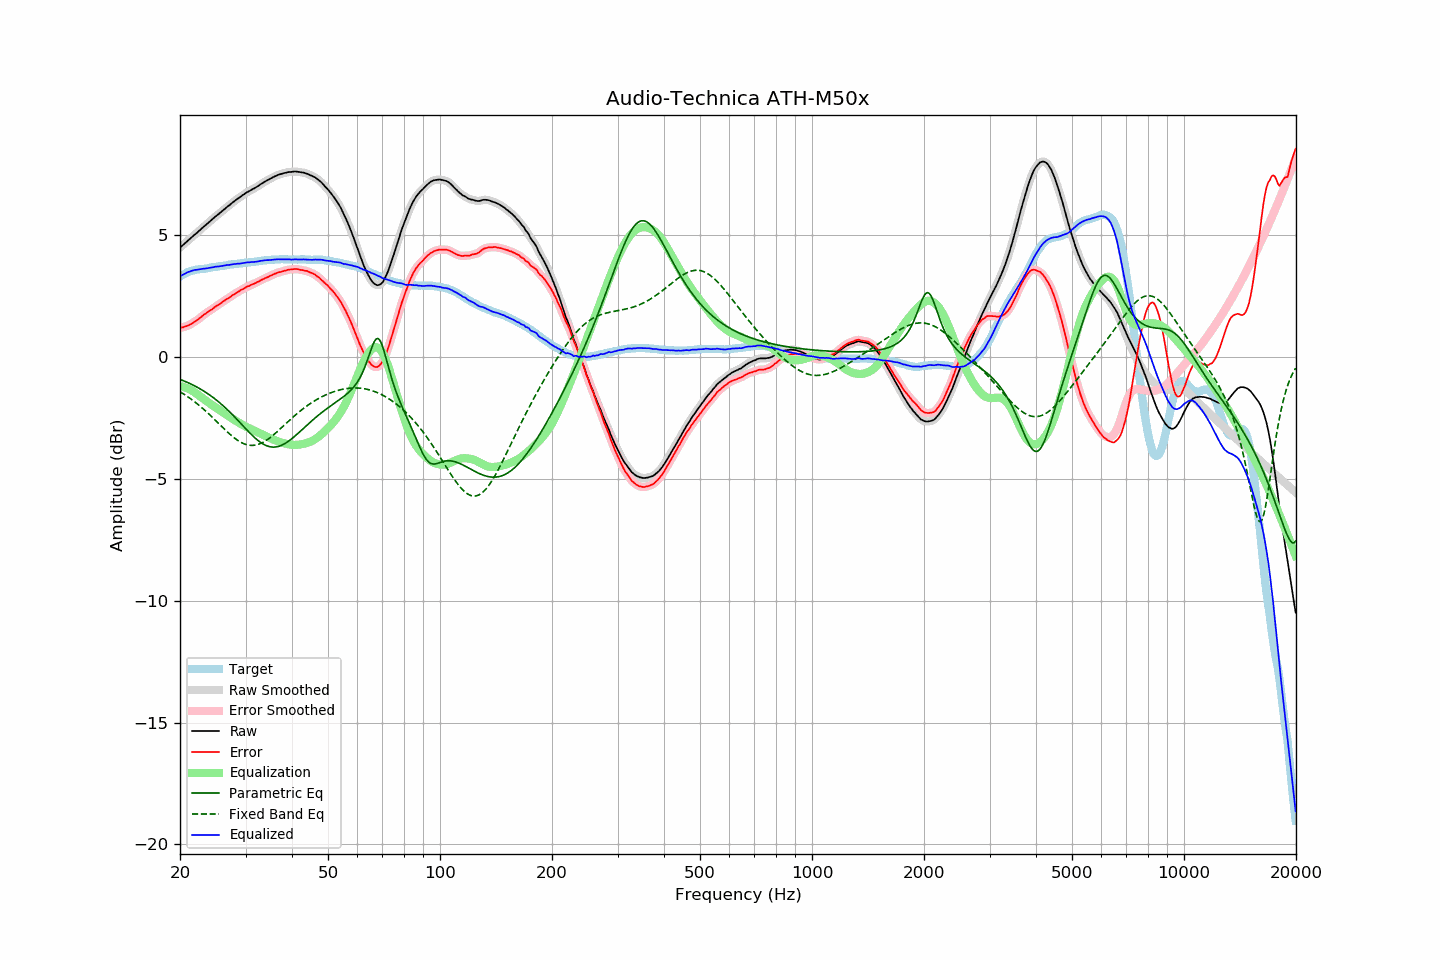 Audio-Technica ATH-M50x
Amplitude (dBr)
5
0
−5
−10
−15
−20
Target
Raw Smoothed
Error Smoothed
Raw
Error
Equalization
Parametric Eq
Fixed Band Eq
Equalized
20 50 100 200 500 1000 2000 5000 10000 20000
Frequency (Hz)